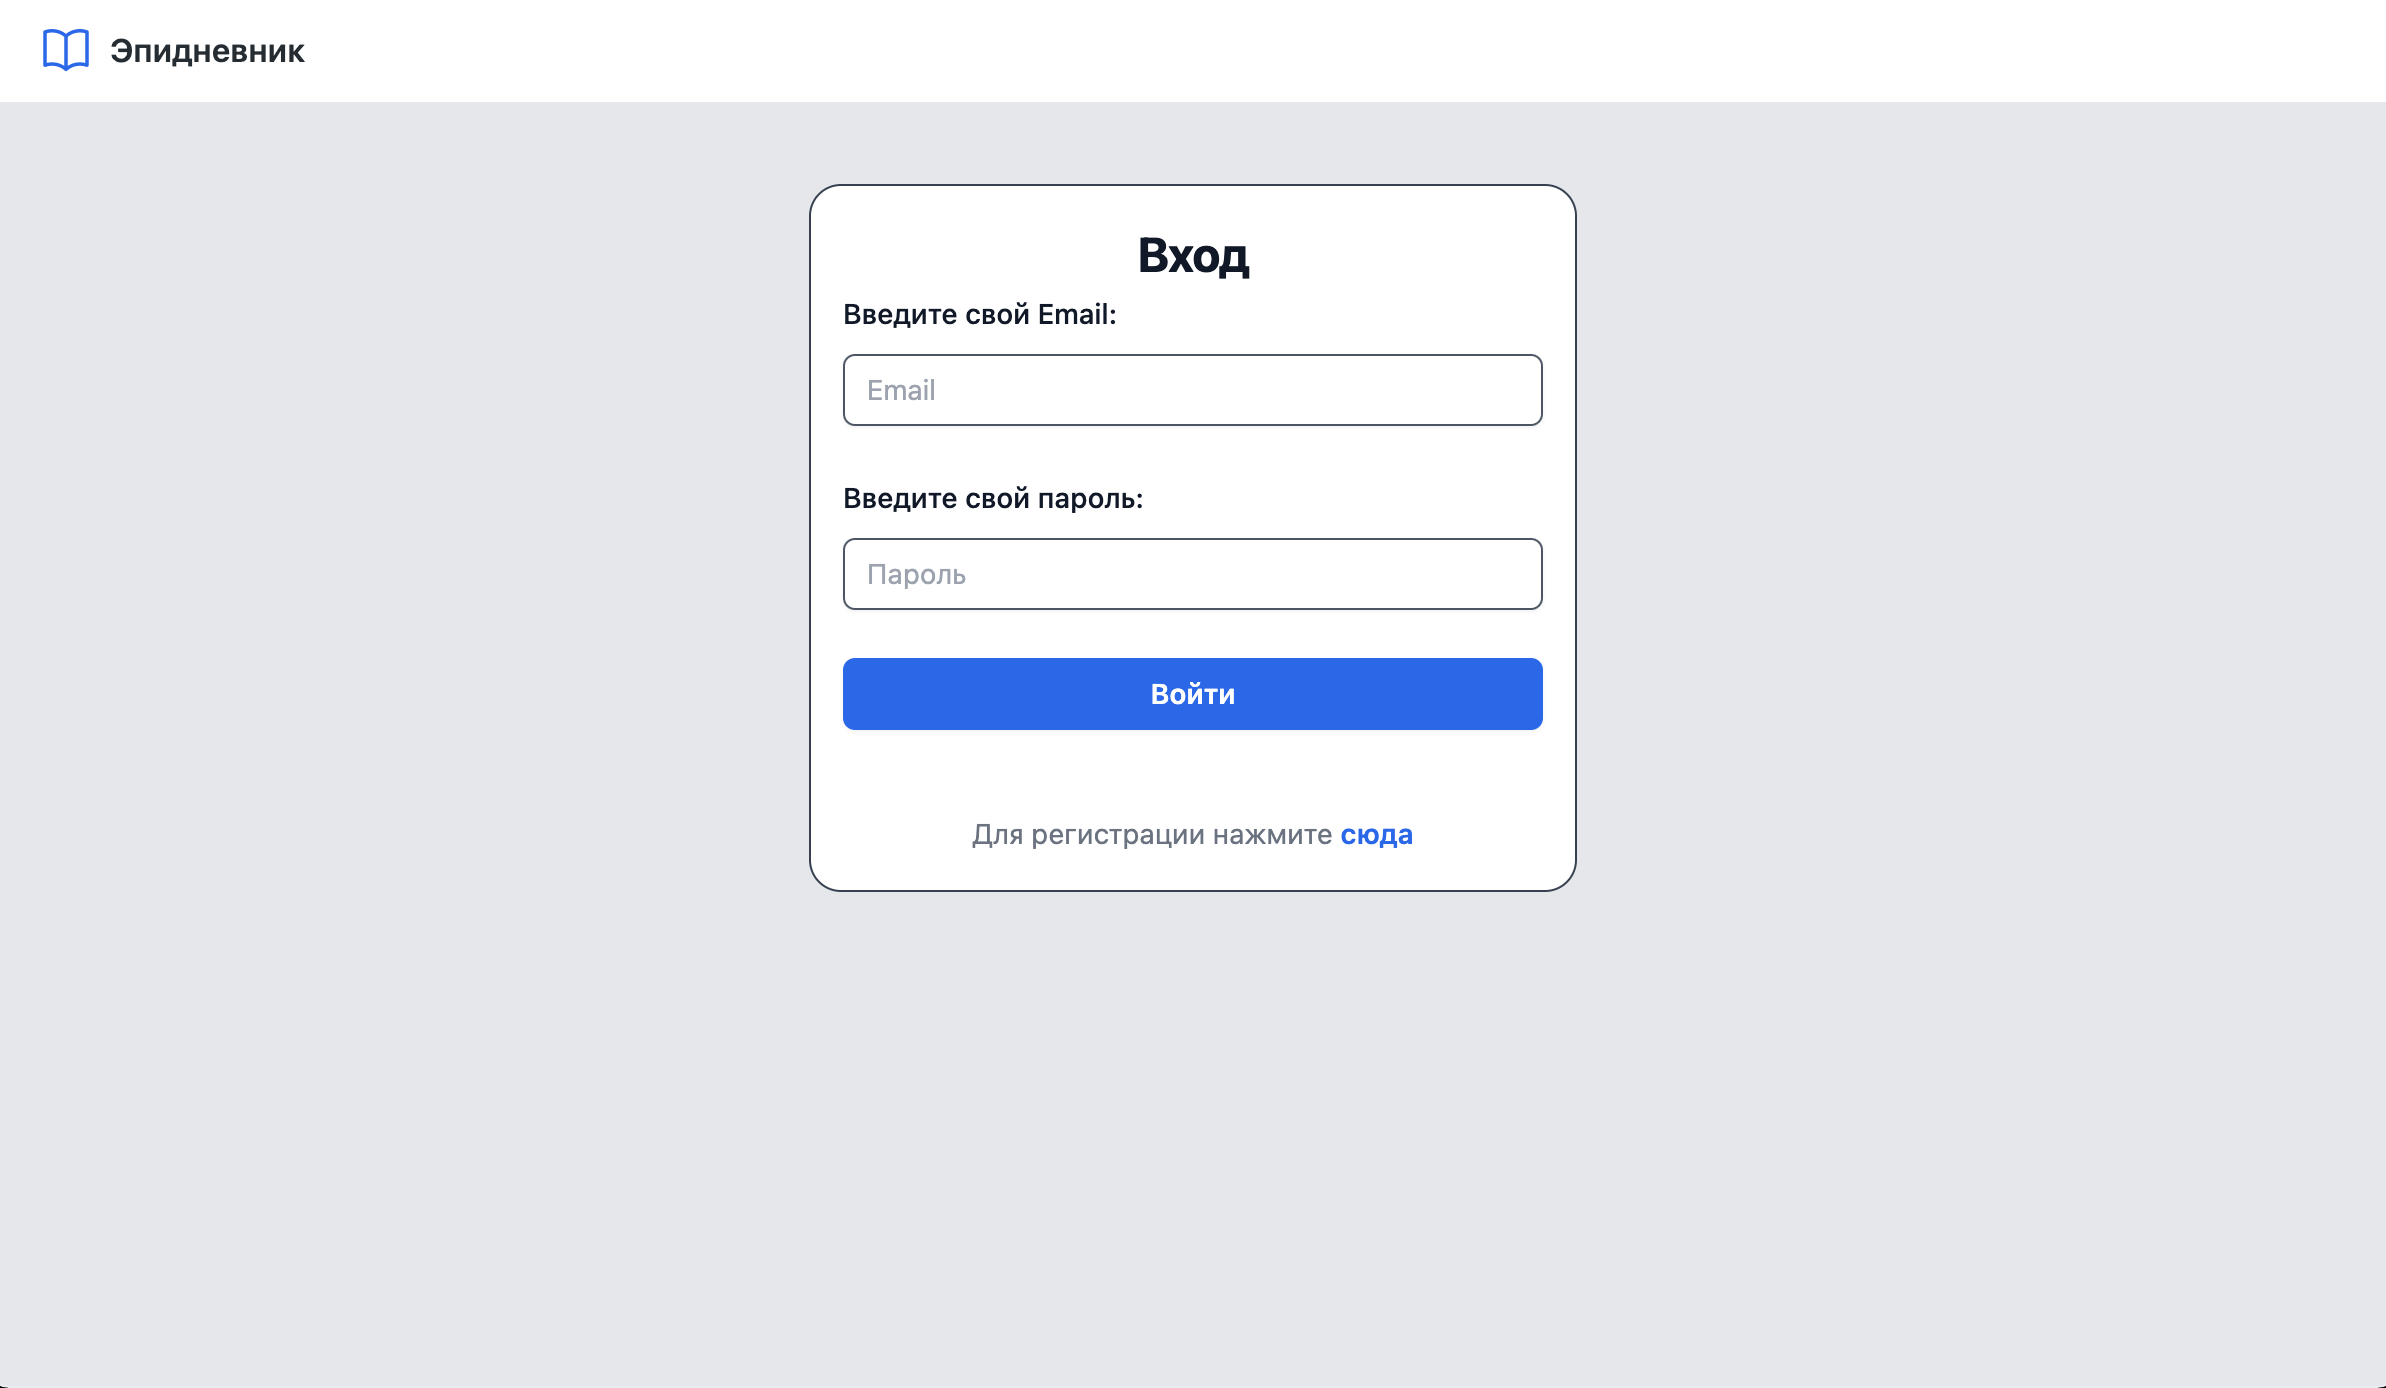 Эпидневник
Вход
Введите свой Email:
Email
Введите свой пароль:
Пароль
Войти
Для регистрации нажмите сюда